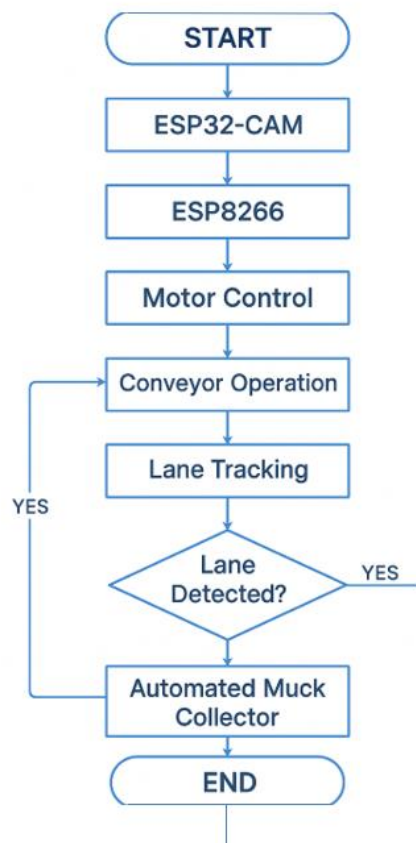 START
ESP32-CAM
ESP8266
Motor Control
Conveyor Operation
Lane Tracking
YES
Lane
Detected?
YES
Automated Muck
Collector
END